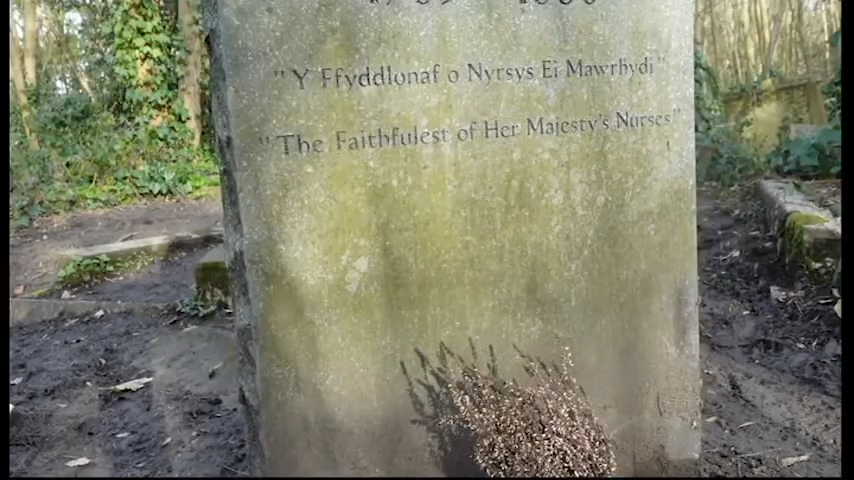 "Y Ffyddlonaf o Nyrsys Ei Mawrhydi"
"The Faithfulest of Her Majesty's Nurses"